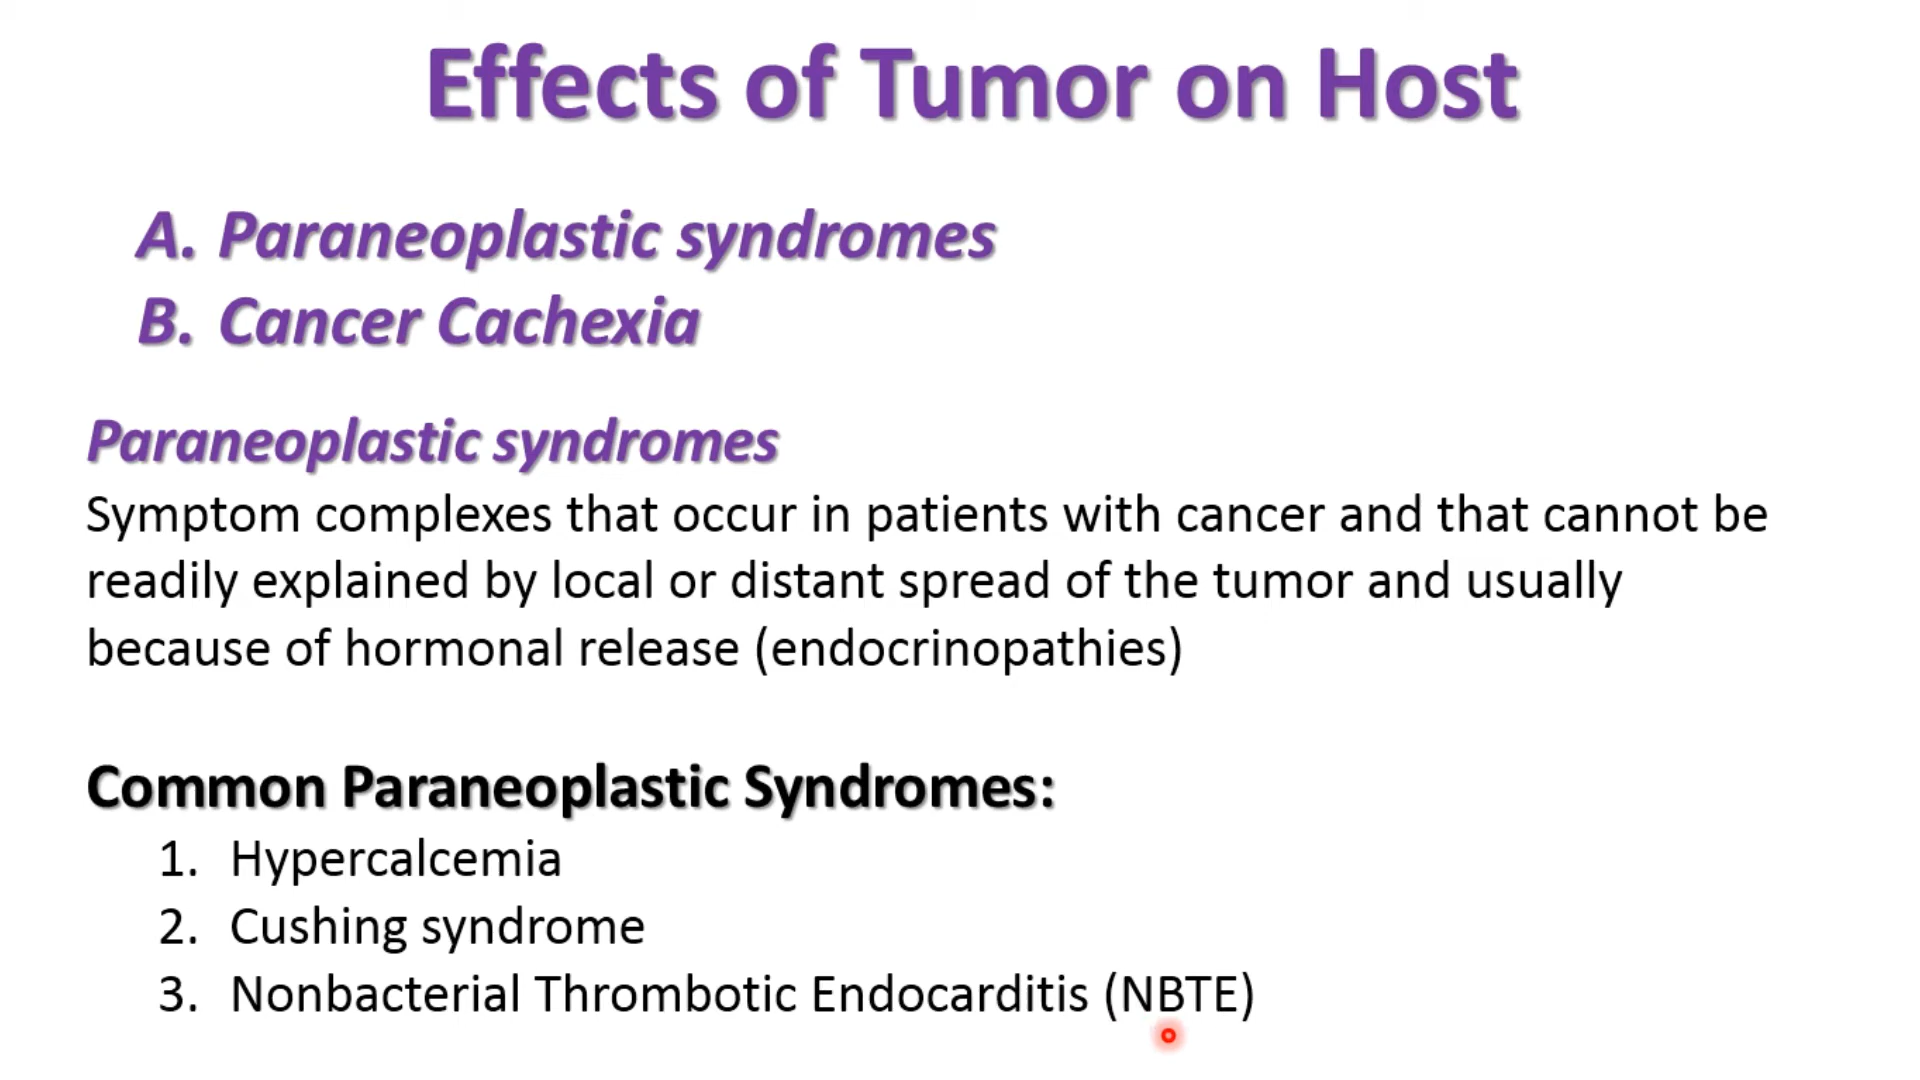 Effects of Tumor on Host
A. Paraneoplastic syndromes
B. Cancer Cachexia
Paraneoplastic syndromes
Symptom complexes that occur in patients with cancer and that cannot be
readily explained by local or distant spread of the tumor and usually
because of hormonal release (endocrinopathies)
Common Paraneoplastic Syndromes:
1. Hypercalcemia
2. Cushing syndrome
3. Nonbacterial Thrombotic Endocarditis (NBTE)